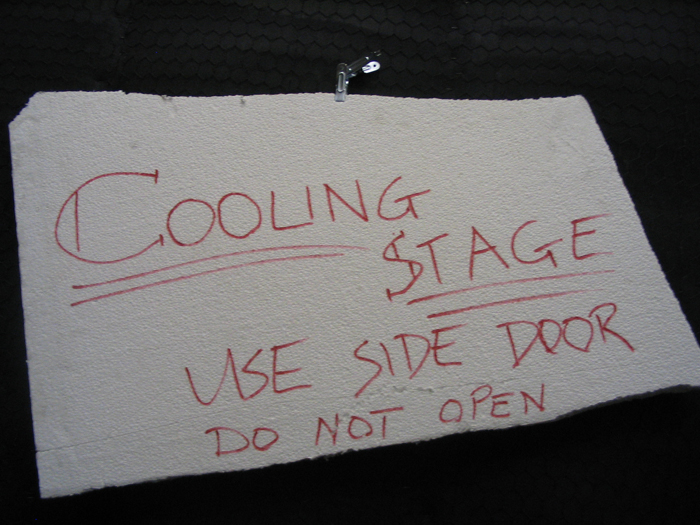 COOLING
STAGE
USE SIDE DOOR
DO NOT OPEN